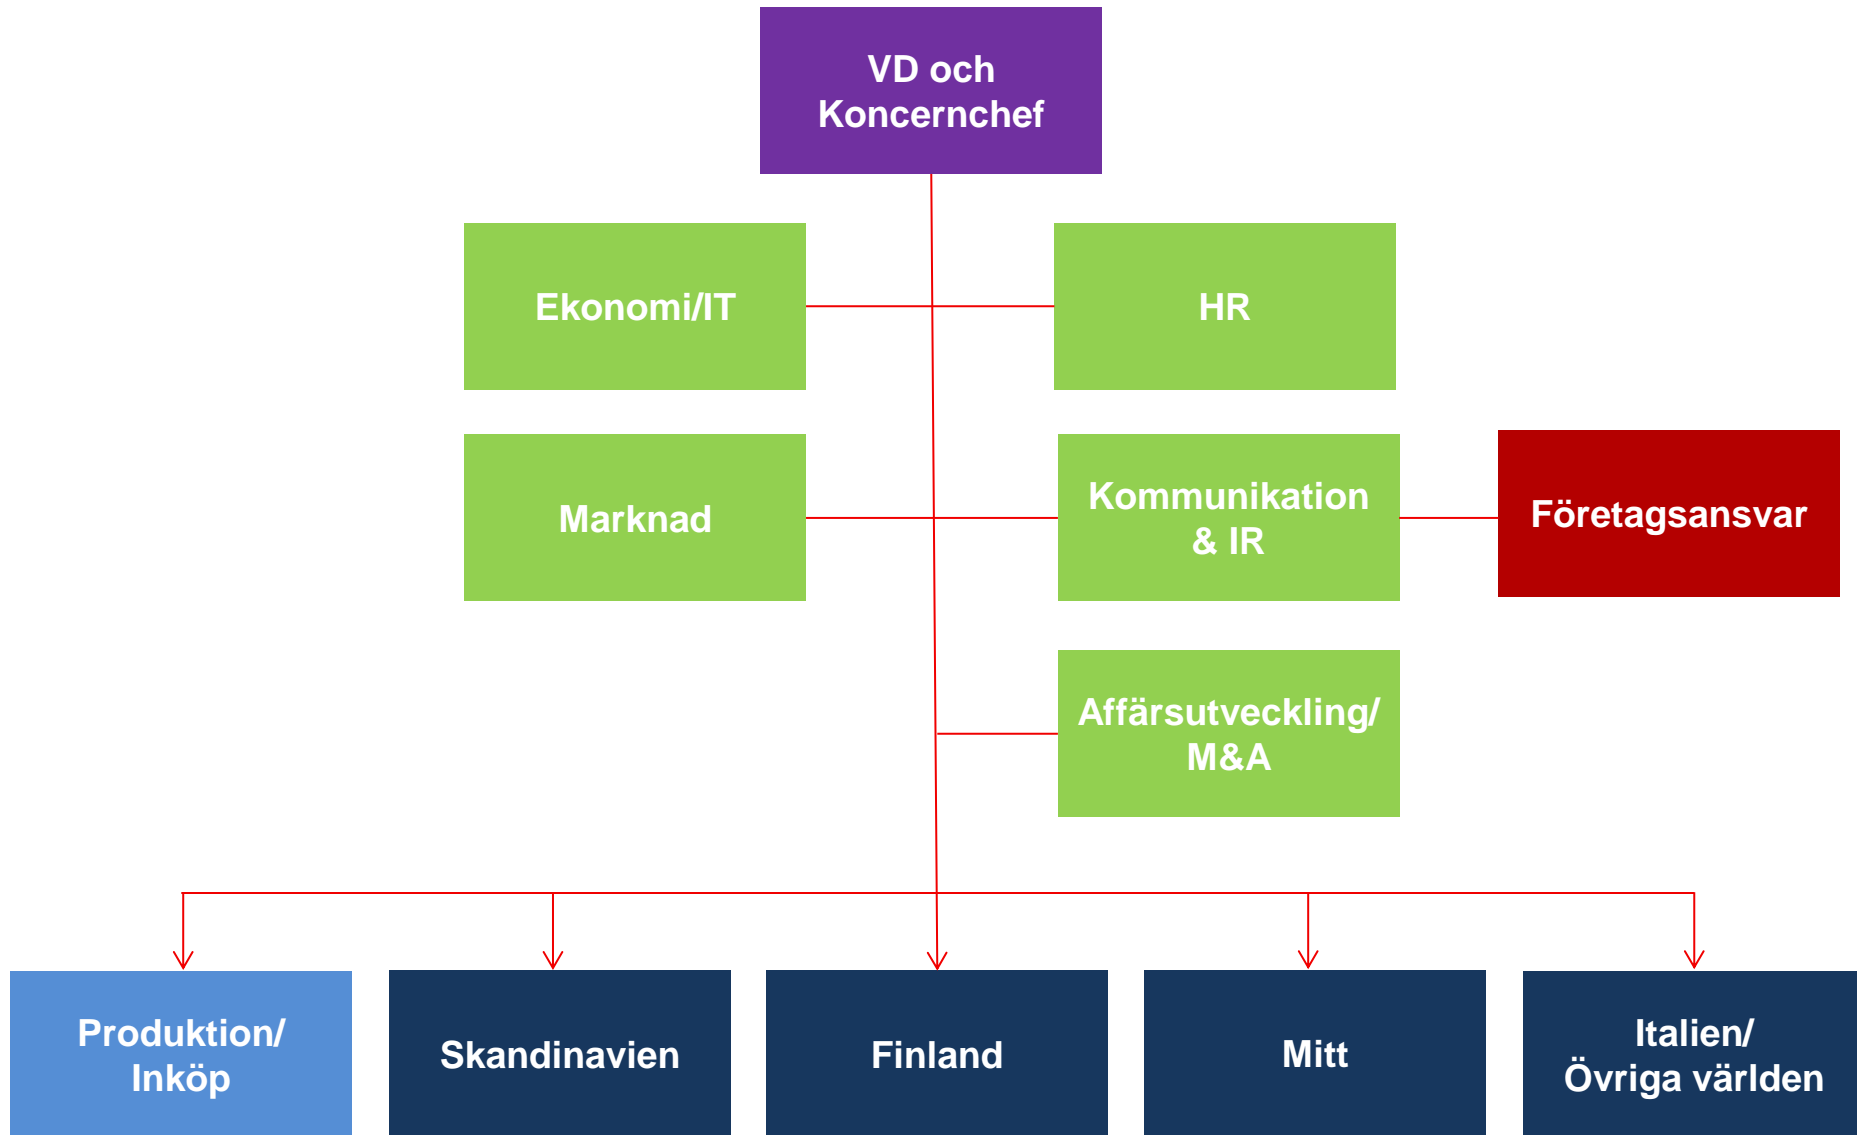 VD och
Koncernchef
Ekonomi/IT
HR
Marknad
Kommunikation
& IR
Företagsansvar
Affärsutveckling/
M&A
Produktion/
Inköp
Skandinavien
Finland
Mitt
Italien/
Övriga världen